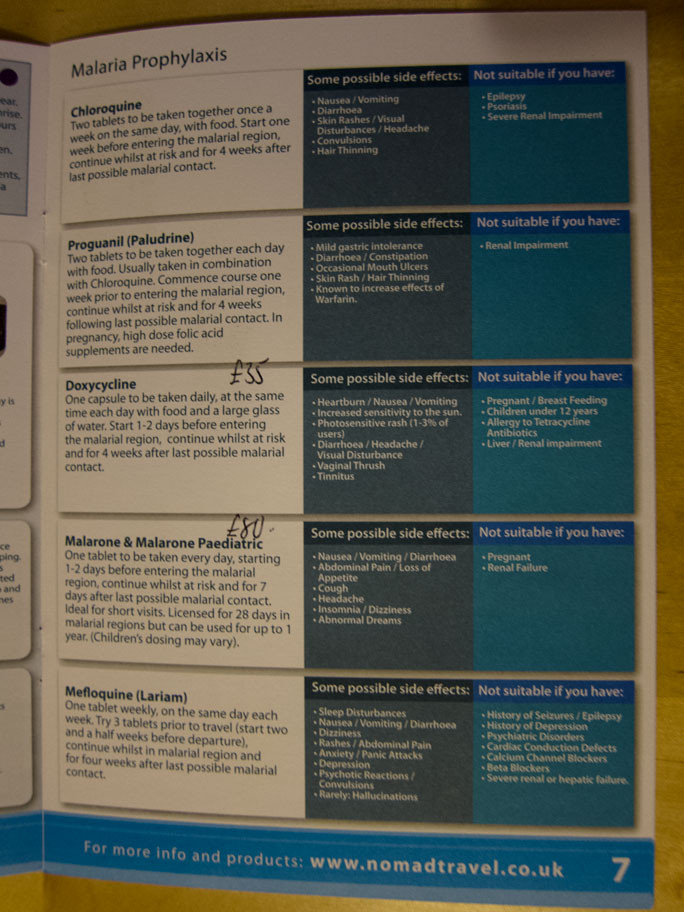 ear.
rise.
ours
en,
ents,
a
y is
d
ce
ping.
s
ted
and
nes
s
Malaria Prophylaxis
Chloroquine
Two tablets to be taken together once a
week on the same day, with food. Start one
week before entering the malarial region,
continue whilst at risk and for 4 weeks after
last possible malarial contact.
Some possible side effects:
• Nausea / Vomiting
• Diarrhoea
• Skin Rashes / Visual
Disturbances / Headache
• Convulsions
• Hair Thinning
Not suitable if you have:
• Epilepsy
• Psoriasis
• Severe Renal Impairment
Proguanil (Paludrine)
Two tablets to be taken together each day
with food. Usually taken in combination
with Chloroquine. Commence course one
week prior to entering the malarial region,
continue whilst at risk and for 4 weeks
following last possible malarial contact. In
pregnancy, high dose folic acid
supplements are needed.
Some possible side effects:
• Mild gastric intolerance
• Diarrhoea / Constipation
• Occasional Mouth Ulcers
• Skin Rash / Hair Thinning
• Known to increase effects of
Warfarin.
Not suitable if you have:
• Renal Impairment
£35
Doxycycline
One capsule to be taken daily, at the same
time each day with food and a large glass
of water. Start 1-2 days before entering
the malarial region, continue whilst at risk
and for 4 weeks after last possible malarial
contact.
Some possible side effects:
• Heartburn / Nausea / Vomiting
• Increased sensitivity to the sun.
• Photosensitive rash (1-3% of
users)
• Diarrhoea / Headache /
Visual Disturbance
• Vaginal Thrush
• Tinnitus
Not suitable if you have:
• Pregnant / Breast Feeding
• Children under 12 years
• Allergy to Tetracycline
Antibiotics
• Liver / Renal impairment
£80.
Malarone & Malarone Paediatric
One tablet to be taken every day, starting
1-2 days before entering the malarial
region, continue whilst at risk and for 7
days after last possible malarial contact.
Ideal for short visits. Licensed for 28 days in
malarial regions but can be used for up to 1
year. (Children's dosing may vary).
Some possible side effects:
• Nausea / Vomiting / Diarrhoea
• Abdominal Pain / Loss of
Appetite
• Cough
• Headache
• Insomnia / Dizziness
• Abnormal Dreams
Not suitable if you have:
• Pregnant
• Renal Failure
Mefloquine (Lariam)
One tablet weekly, on the same day each
week. Try 3 tablets prior to travel (start two
and a half weeks before departure),
continue whilst in malarial region and
for four weeks after last possible malarial
contact.
Some possible side effects:
• Sleep Disturbances
• Nausea / Vomiting / Diarrhoea
• Dizziness
• Rashes / Abdominal Pain
• Anxiety / Panic Attacks
• Depression
• Psychotic Reactions /
Convulsions
• Rarely: Hallucinations
Not suitable if you have:
• History of Seizures / Epilepsy
• History of Depression
• Psychiatric Disorders
• Cardiac Conduction Defects
• Calcium Channel Blockers
• Beta Blockers
• Severe renal or hepatic failure.
For more info and products: www.nomadtravel.co.uk
7